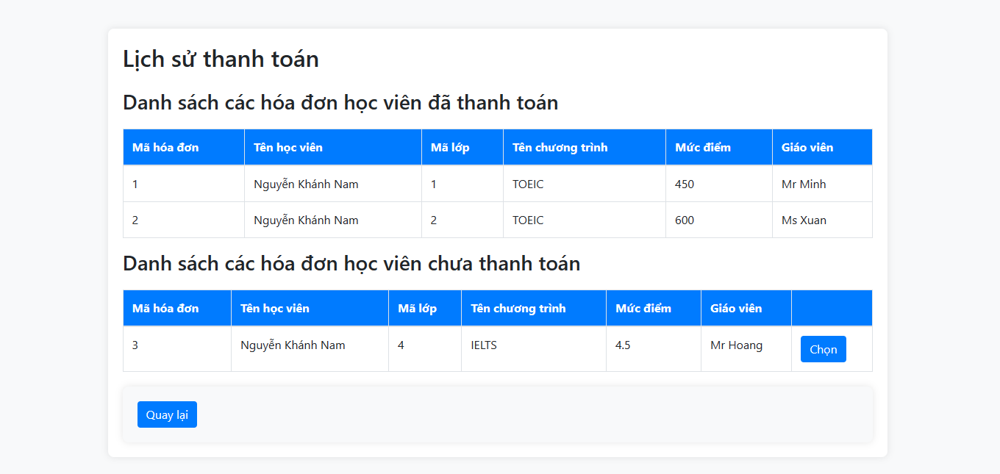 Lịch sử thanh toán
Danh sách các hóa đơn học viên đã thanh toán
Mã hóa đơn Tên học viên Mã lớp Tên chương trình Mức điểm Giáo viên
1 Nguyễn Khánh Nam 1 TOEIC 450 Mr Minh
2 Nguyễn Khánh Nam 2 TOEIC 600 Ms Xuan
Danh sách các hóa đơn học viên chưa thanh toán
Mã hóa đơn Tên học viên Mã lớp Tên chương trình Mức điểm Giáo viên
3 Nguyễn Khánh Nam 4 IELTS 4.5 Mr Hoang Chọn
Quay lại